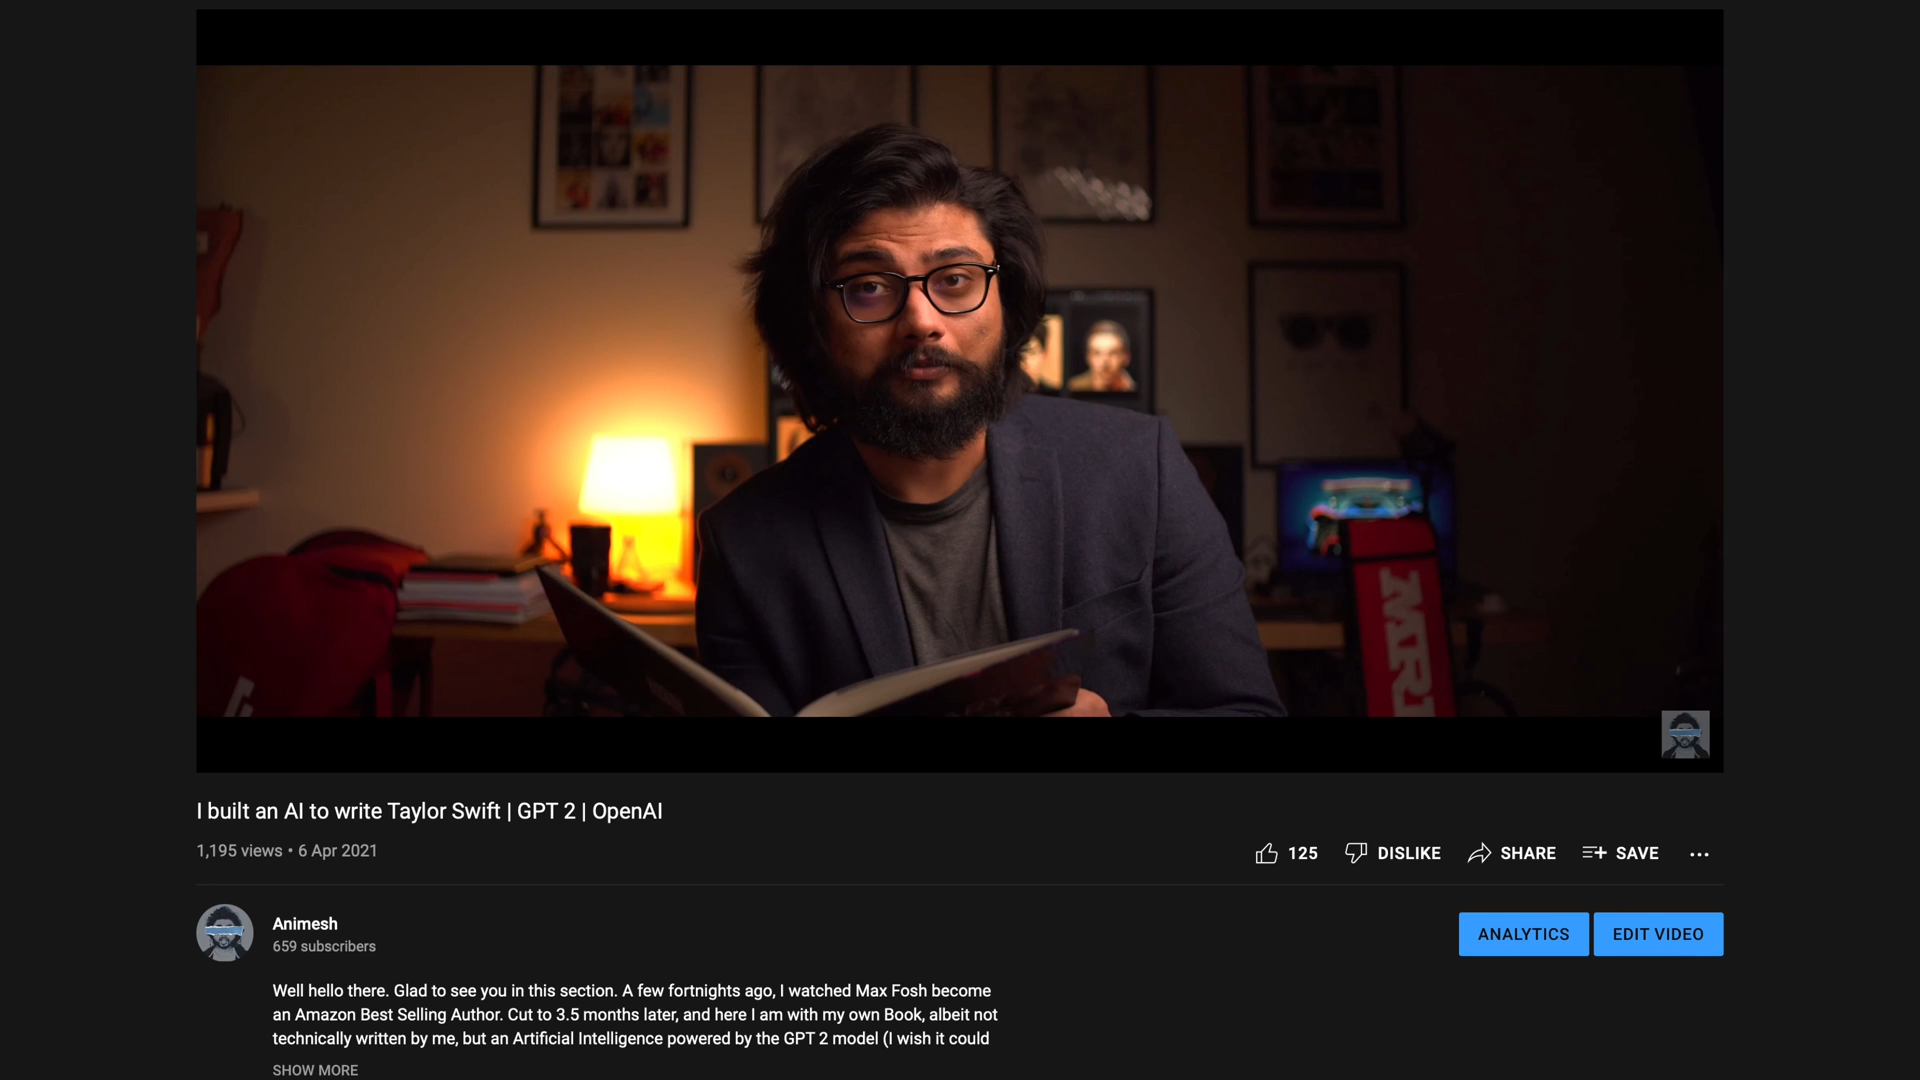 MRI
I built an AI to write Taylor Swift | GPT 2 | OpenAI
1,195 views • 6 Apr 2021
125 DISLIKE SHARE SAVE
Animesh
659 subscribers
ANALYTICS EDIT VIDEO
Well hello there. Glad to see you in this section. A few fortnights ago, I watched Max Fosh become
an Amazon Best Selling Author. Cut to 3.5 months later, and here I am with my own Book, albeit not
technically written by me, but an Artificial Intelligence powered by the GPT 2 model (I wish it could
SHOW MORE